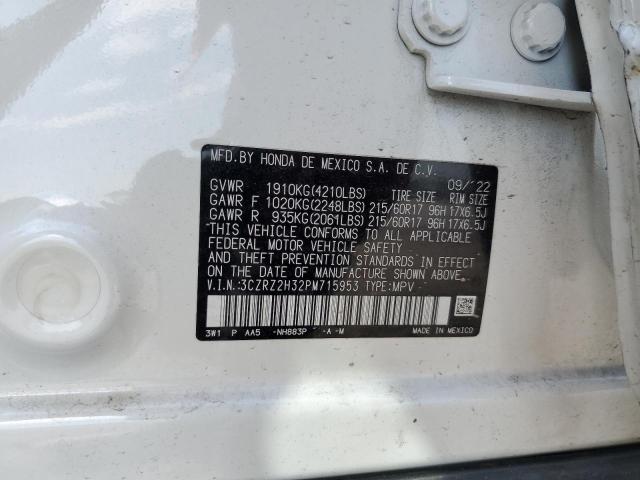 MFD.BY HONDA DE MEXICO S.A. DE C.V.
09/'22
GVWR 1910KG(4210LBS) TIRE SIZE RIM SIZE
GAWR F 1020KG(2248LBS) 215/60R17 96H 17X6.5J
GAWR R 935KG(2061LBS) 215/60R17 96H 17X6.5J
THIS VEHICLE CONFORMS TO ALL APPLICABLE
FEDERAL MOTOR VEHICLE SAFETY
AND THEFT PREVENTION STANDARDS IN EFFECT
ON THE DATE OF MANUFACTURE SHOWN ABOVE.
V.I.N.:3CZRZ2H32PM715953 TYPE:MPV
3W1 P AA5 -NH883P -A -M MADE IN MEXICO